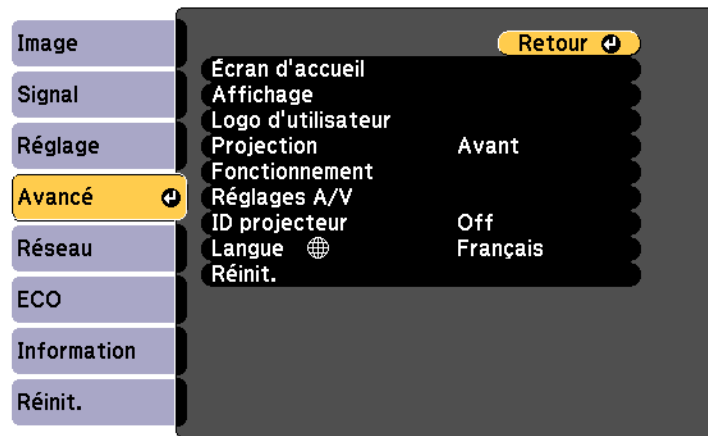 Image
Signal
Réglage
Avancé
Réseau
ECO
Information
Réinit.
Retour
Écran d'accueil
Affichage
Logo d'utilisateur
Projection Avant
Fonctionnement
Réglages A/V
ID projecteur Off
Langue Français
Réinit.